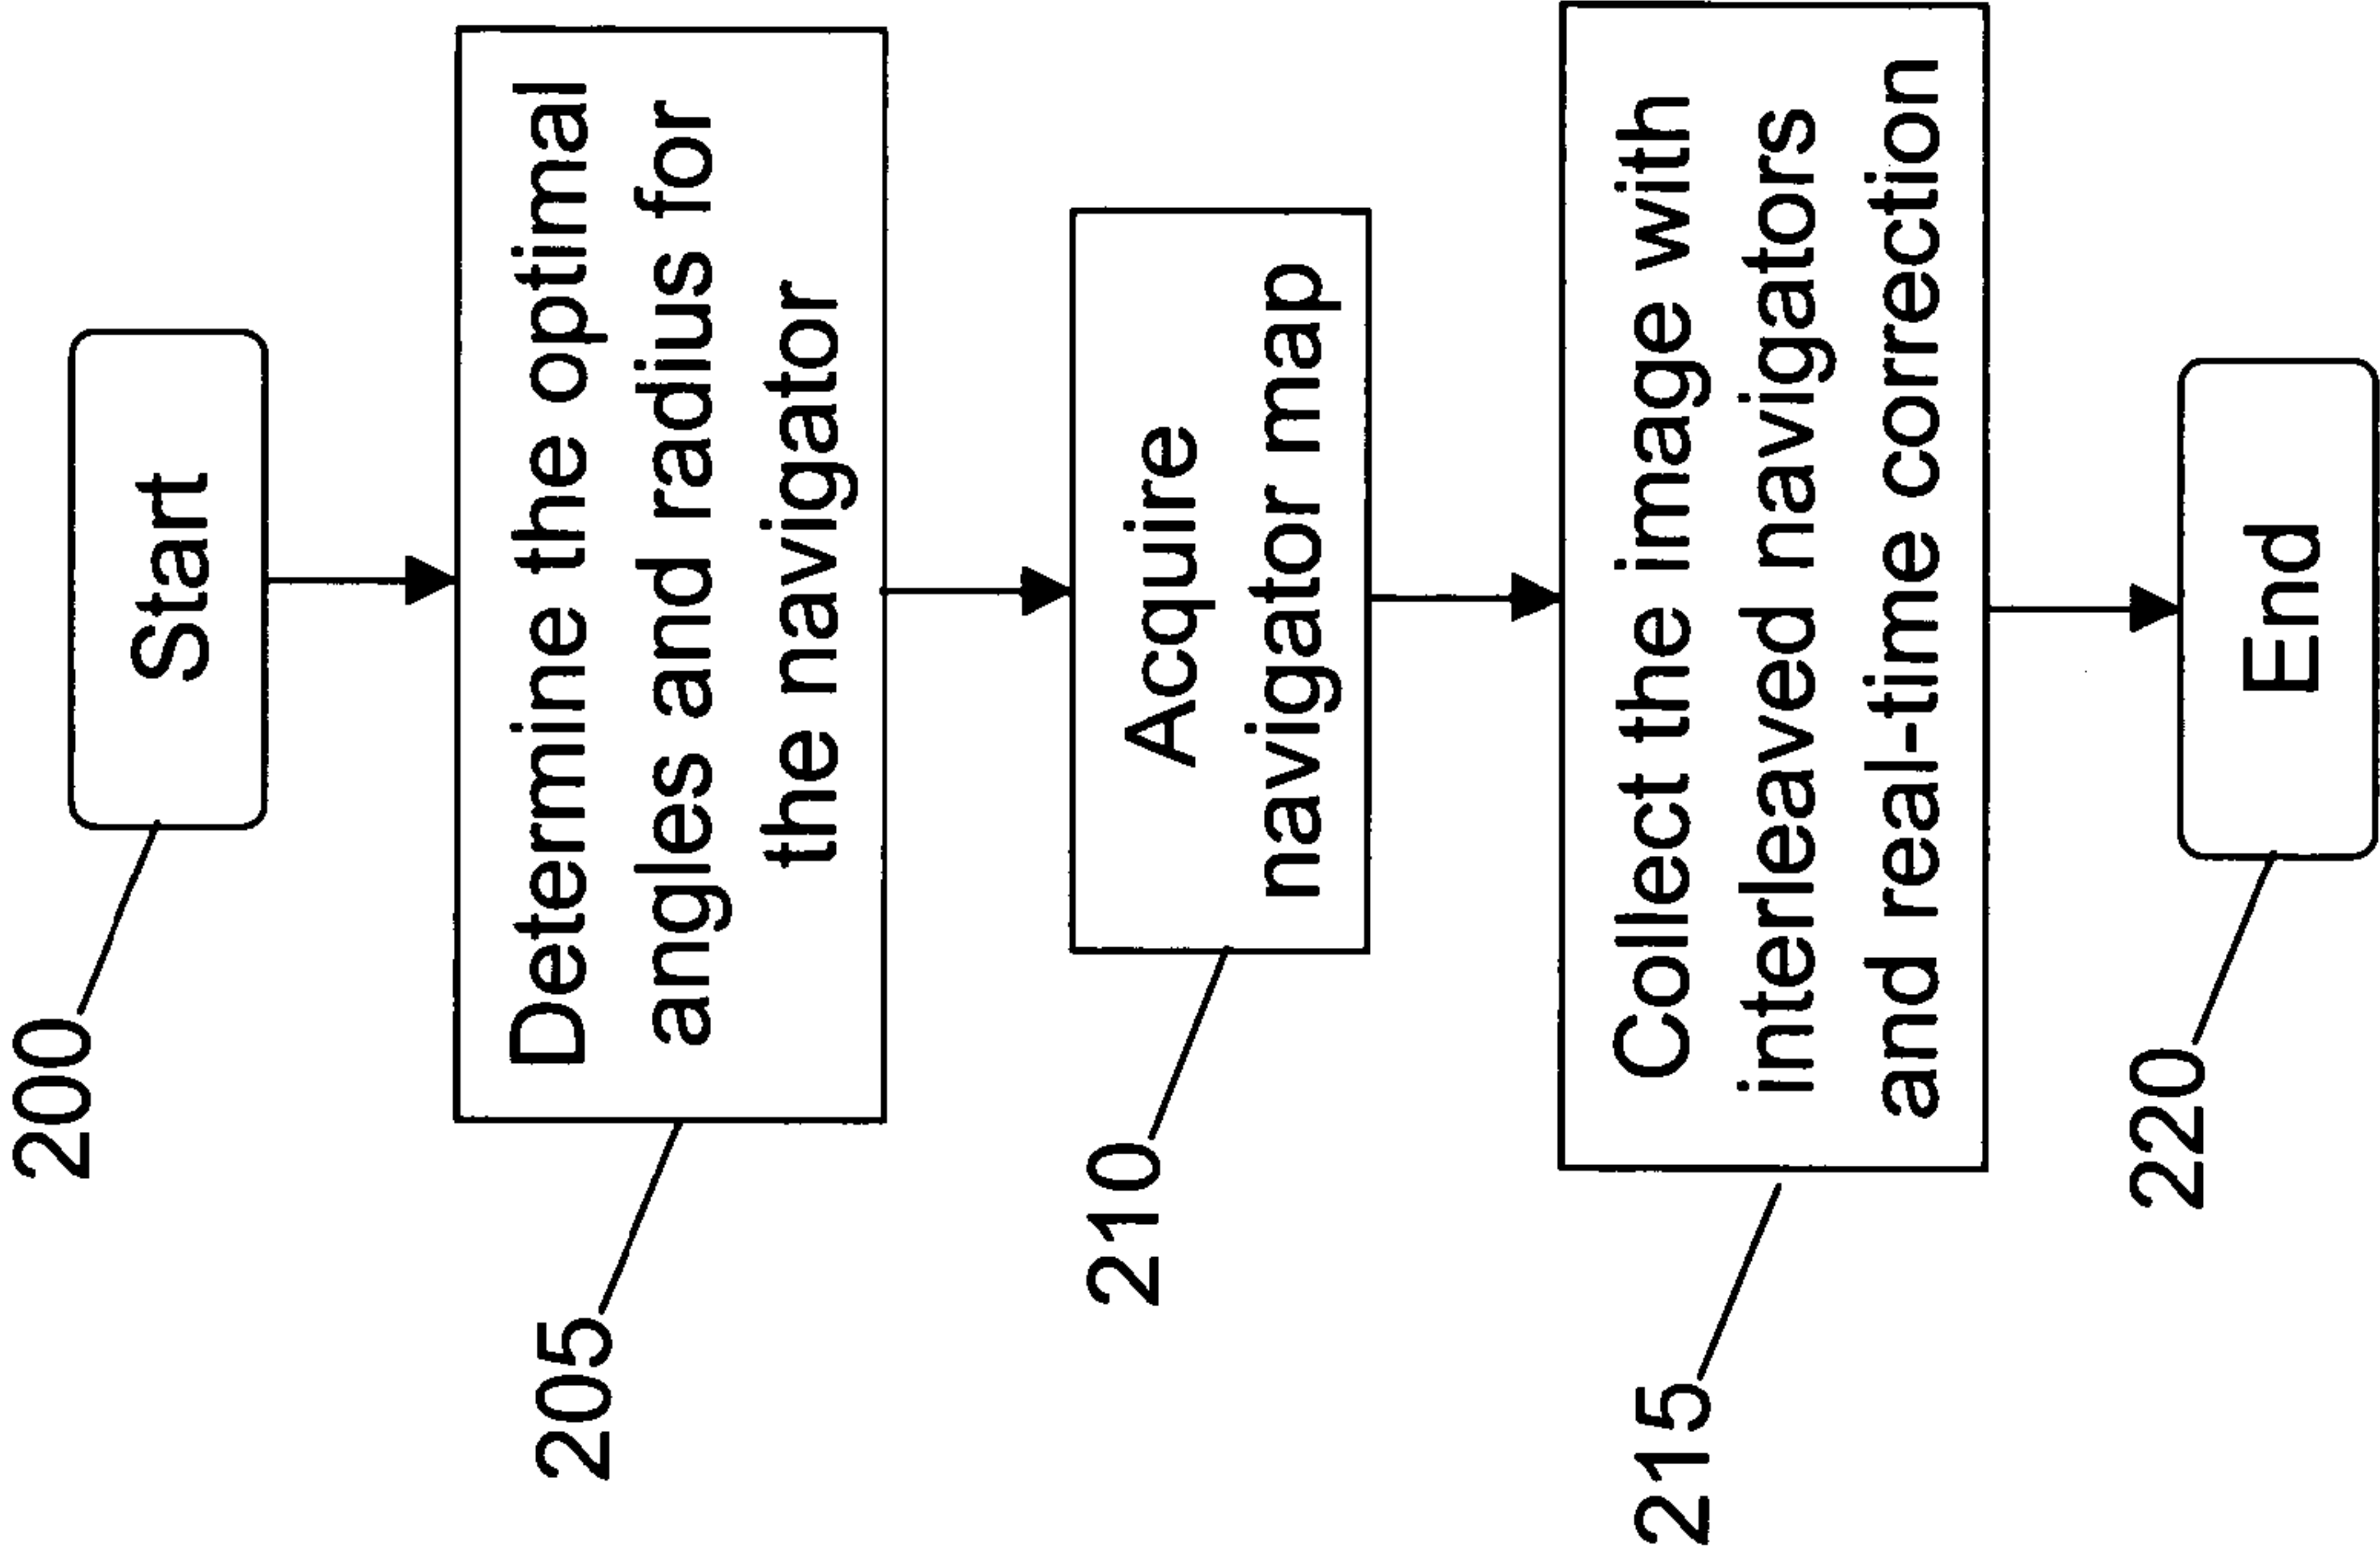 200
Start
205
Determine the optimal
angles and radius for
the navigator
210
Acquire
navigator map
215
Collect the image with
interleaved navigators
and real-time correction
220
End